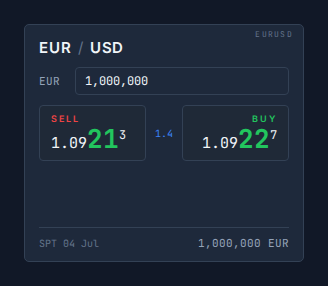 EURUSD
EUR / USD
EUR 1,000,000
SELL
1.09213
1.4
BUY
1.09227
SPT 04 Jul 1,000,000 EUR